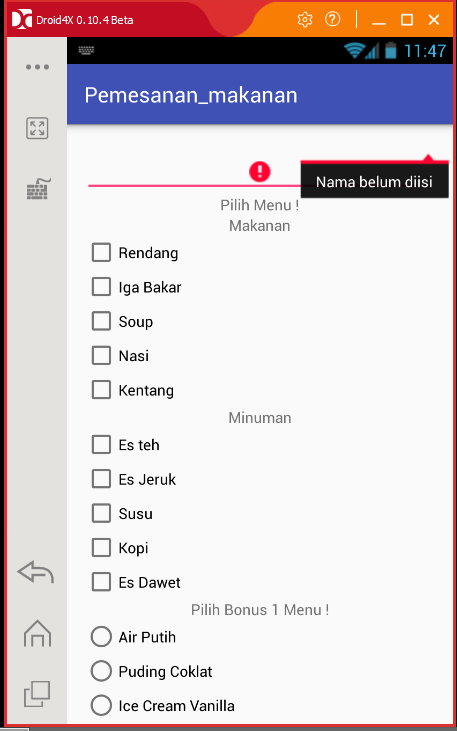 Droid4X 0.10.4 Beta
11:47
Pemesanan_makanan
Nama belum diisi
Pilih Menu !
Makanan
Rendang
Iga Bakar
Soup
Nasi
Kentang
Minuman
Es teh
Es Jeruk
Susu
Kopi
Es Dawet
Pilih Bonus 1 Menu !
Air Putih
Puding Coklat
Ice Cream Vanilla